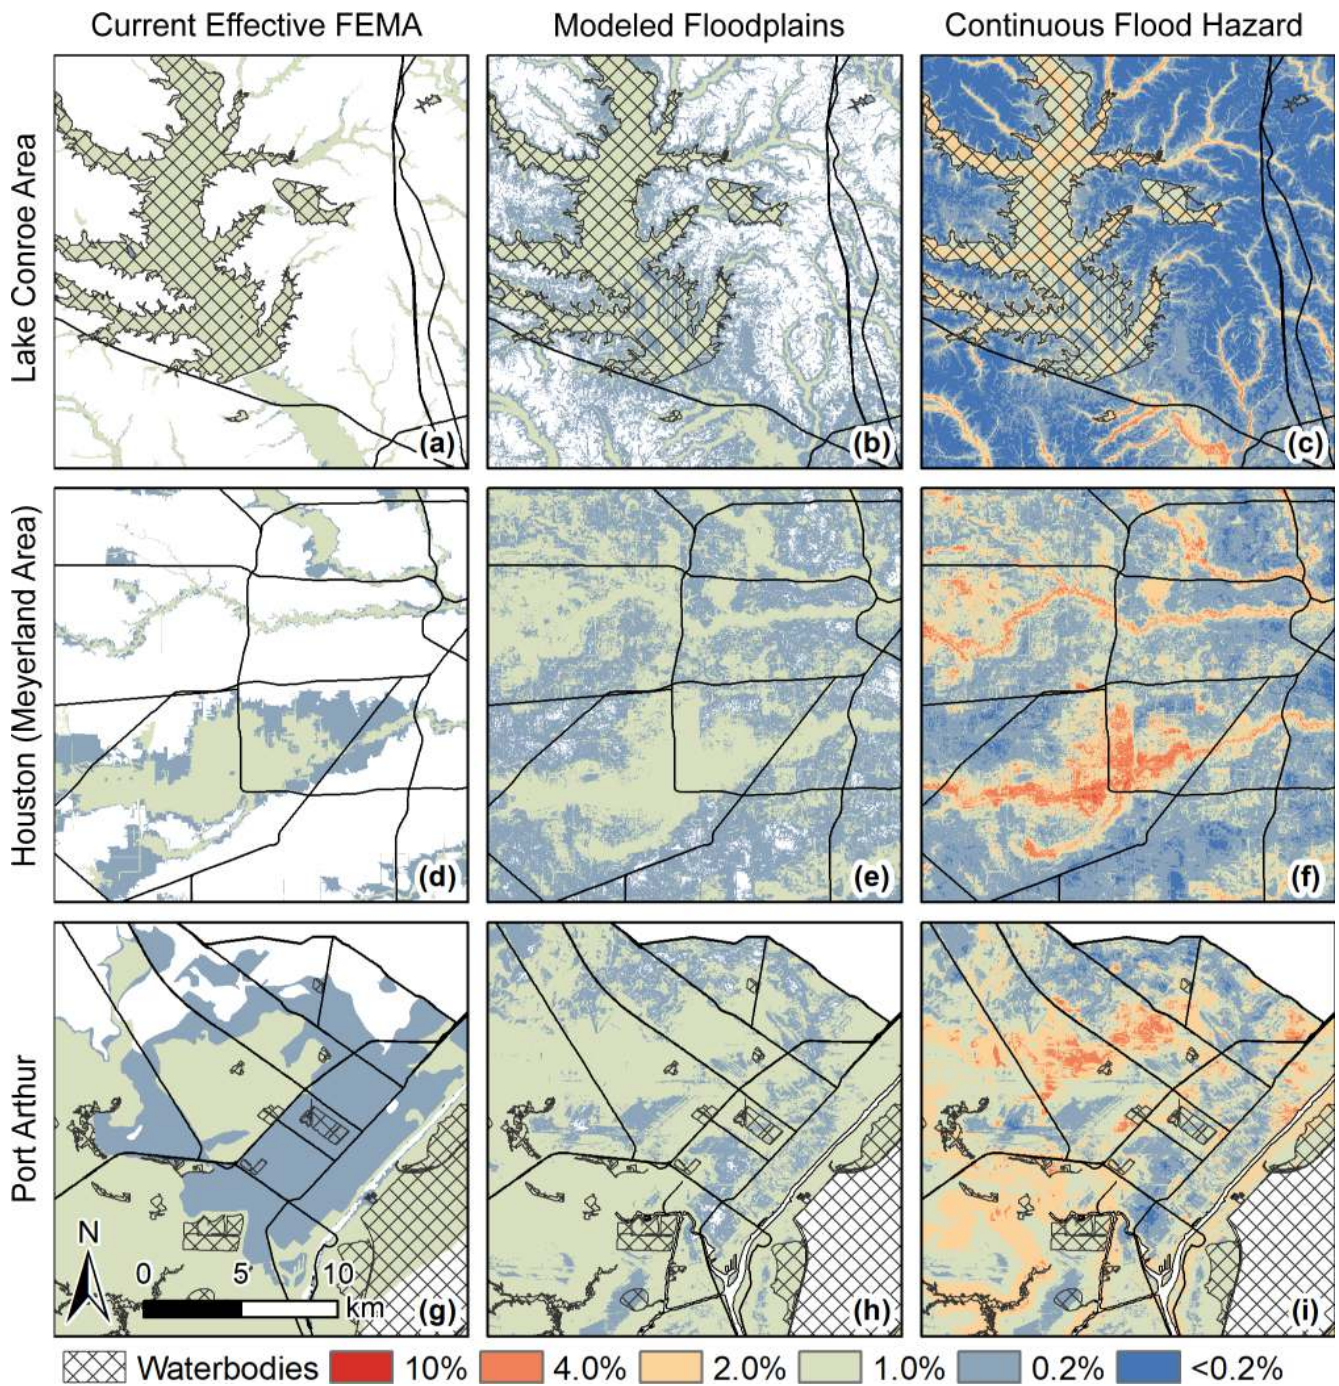 Current Effective FEMA
Modeled Floodplains
Continuous Flood Hazard
Lake Conroe Area
(a)
(b)
(c)
Houston (Meyerland Area)
(d)
(e)
(f)
Port Arthur
N
0 5 10
km
(g)
(h)
(i)
Waterbodies 10% 4.0% 2.0% 1.0% 0.2% <0.2%